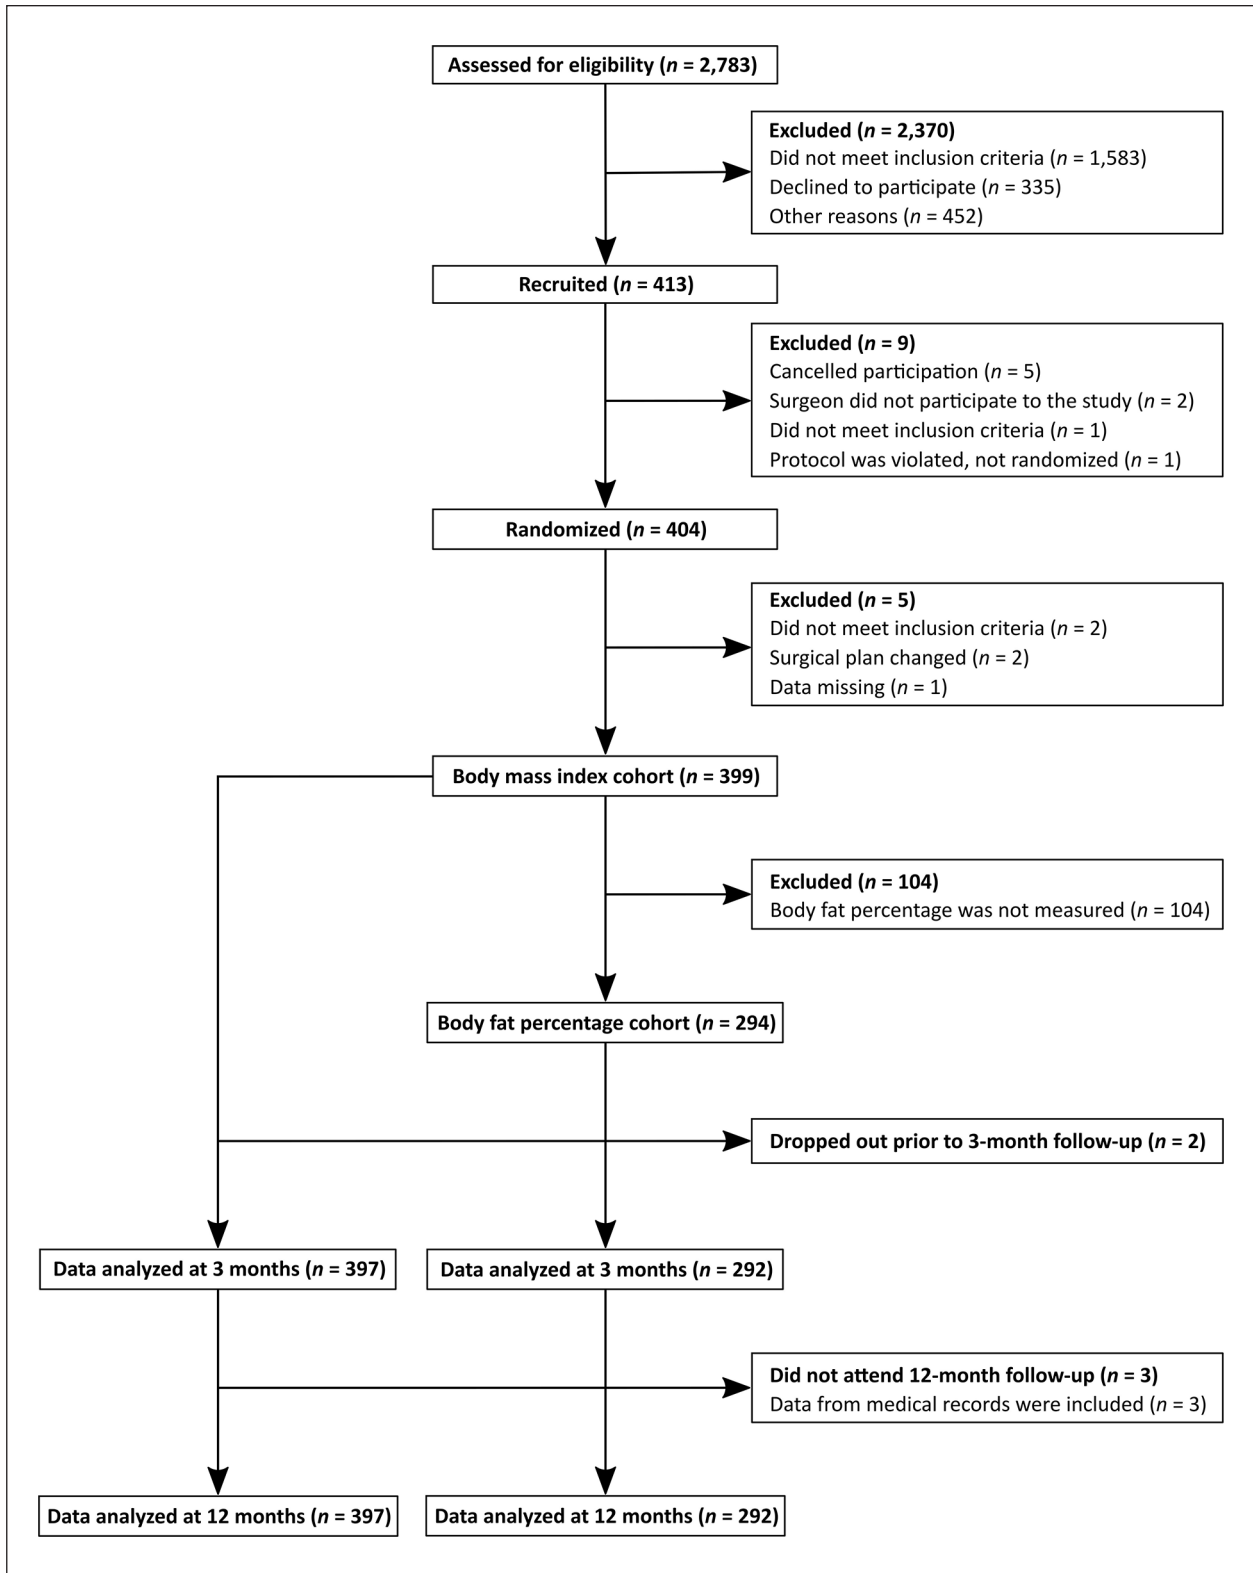 Assessed for eligibility (n = 2,783)
Excluded (n = 2,370)
Did not meet inclusion criteria (n = 1,583)
Declined to participate (n = 335)
Other reasons (n = 452)
Recruited (n = 413)
Excluded (n = 9)
Cancelled participation (n = 5)
Surgeon did not participate to the study (n = 2)
Did not meet inclusion criteria (n = 1)
Protocol was violated, not randomized (n = 1)
Randomized (n = 404)
Excluded (n = 5)
Did not meet inclusion criteria (n = 2)
Surgical plan changed (n = 2)
Data missing (n = 1)
Body mass index cohort (n = 399)
Excluded (n = 104)
Body fat percentage was not measured (n = 104)
Body fat percentage cohort (n = 294)
Dropped out prior to 3-month follow-up (n = 2)
Data analyzed at 3 months (n = 397)
Data analyzed at 3 months (n = 292)
Did not attend 12-month follow-up (n = 3)
Data from medical records were included (n = 3)
Data analyzed at 12 months (n = 397)
Data analyzed at 12 months (n = 292)